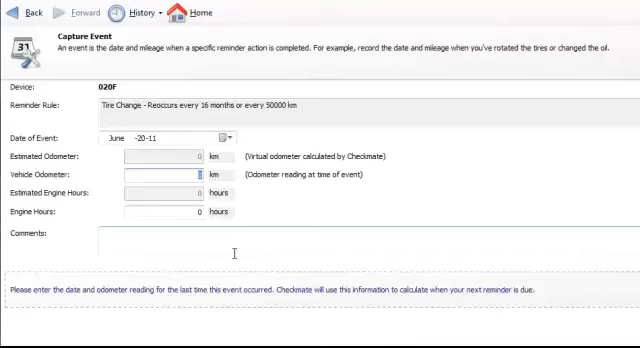 Back Forward History Home
Capture Event
31 An event is the date and mileage when a specific reminder action is completed. For example, record the date and mileage when you've rotated the tires or changed the oil.
Device: 020F
Reminder Rule: Tire Change - Reoccurs every 16 months or every 50000 km
Date of Event: June -20-11
Estimated Odometer: 0 km (Virtual odometer calculated by Checkmate)
Vehicle Odometer: 0 km (Odometer reading at time of event)
Estimated Engine Hours: 0 hours
Engine Hours: 0 hours
Comments:
Please enter the date and odometer reading for the last time this event occurred. Checkmate will use this information to calculate when your next reminder is due.